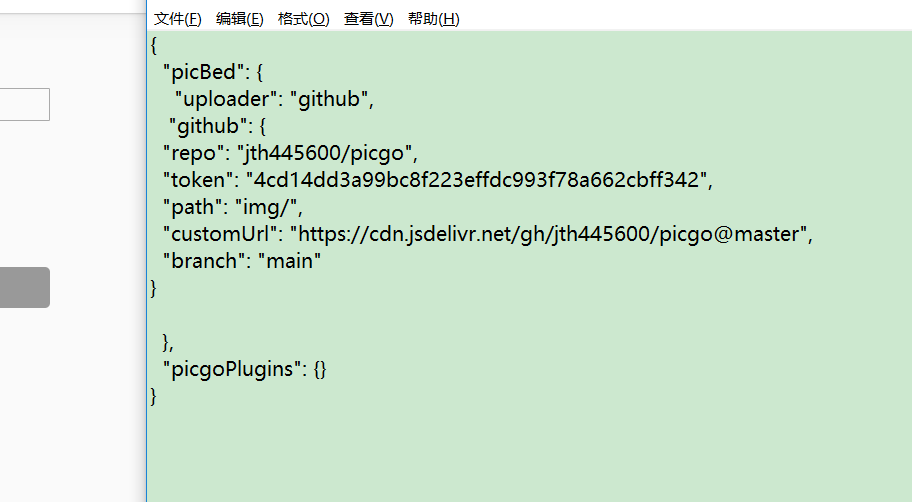 文件(F) 编辑(E) 格式(O) 查看(V) 帮助(H)
{
"picBed": {
"uploader": "github",
"github": {
"repo": "jth445600/picgo",
"token": "4cd14dd3a99bc8f223effdc993f78a662cbff342",
"path": "img/",
"customUrl": "https://cdn.jsdelivr.net/gh/jth445600/picgo@master",
"branch": "main"
}
},
"picgoPlugins": {}
}